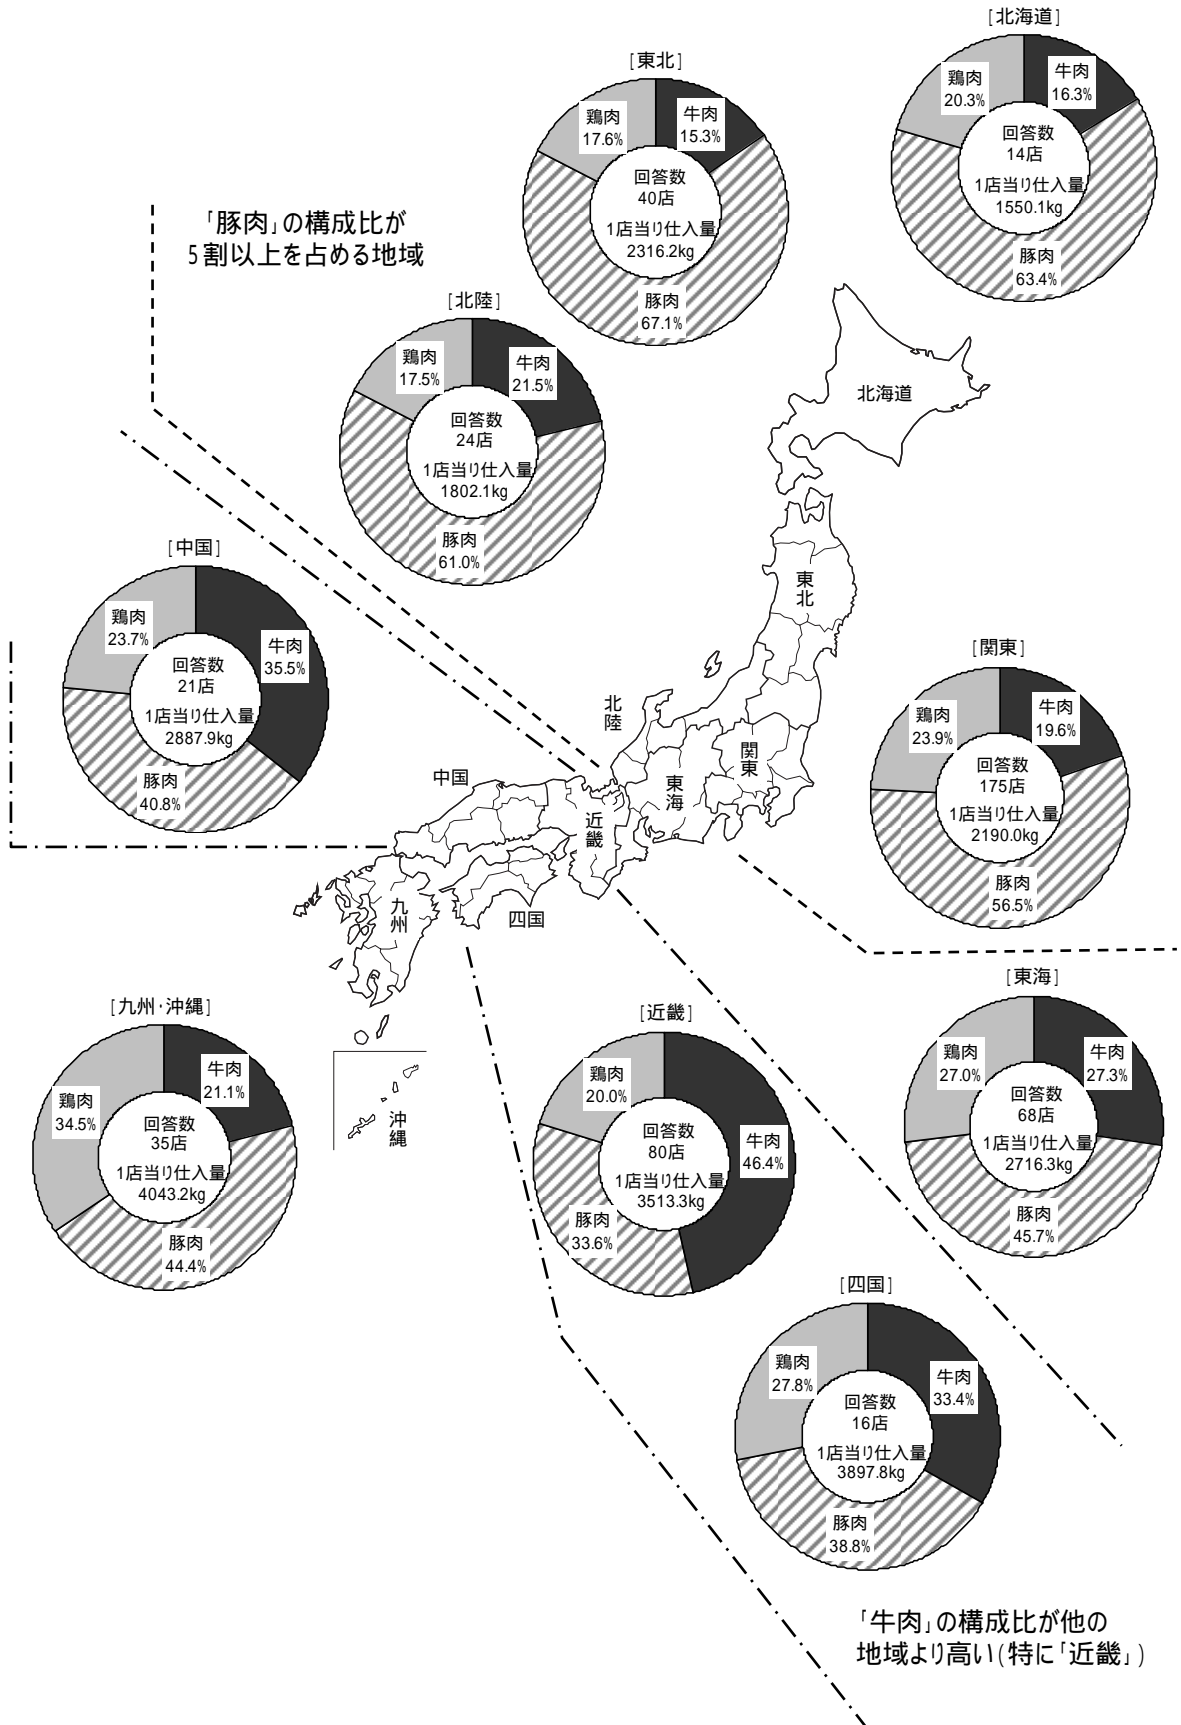 [北海道]
鶏肉
20.3%
牛肉
16.3%
回答数
14店
1店当り仕入量
1550.1kg
豚肉
63.4%
[東北]
鶏肉
17.6%
牛肉
15.3%
回答数
40店
1店当り仕入量
2316.2kg
豚肉
67.1%
「豚肉」の構成比が
5割以上を占める地域
[北陸]
鶏肉
17.5%
牛肉
21.5%
回答数
24店
1店当り仕入量
1802.1kg
豚肉
61.0%
北海道
東北
北陸
関東
東海
中国
近畿
九州
四国
沖縄
[中国]
鶏肉
23.7%
牛肉
35.5%
回答数
21店
1店当り仕入量
2887.9kg
豚肉
40.8%
[関東]
鶏肉
23.9%
牛肉
19.6%
回答数
175店
1店当り仕入量
2190.0kg
豚肉
56.5%
[九州・沖縄]
鶏肉
34.5%
牛肉
21.1%
回答数
35店
1店当り仕入量
4043.2kg
豚肉
44.4%
[近畿]
鶏肉
20.0%
牛肉
46.4%
回答数
80店
1店当り仕入量
3513.3kg
豚肉
33.6%
[東海]
鶏肉
27.0%
牛肉
27.3%
回答数
68店
1店当り仕入量
2716.3kg
豚肉
45.7%
[四国]
鶏肉
27.8%
牛肉
33.4%
回答数
16店
1店当り仕入量
3897.8kg
豚肉
38.8%
「牛肉」の構成比が他の
地域より高い(特に「近畿」)